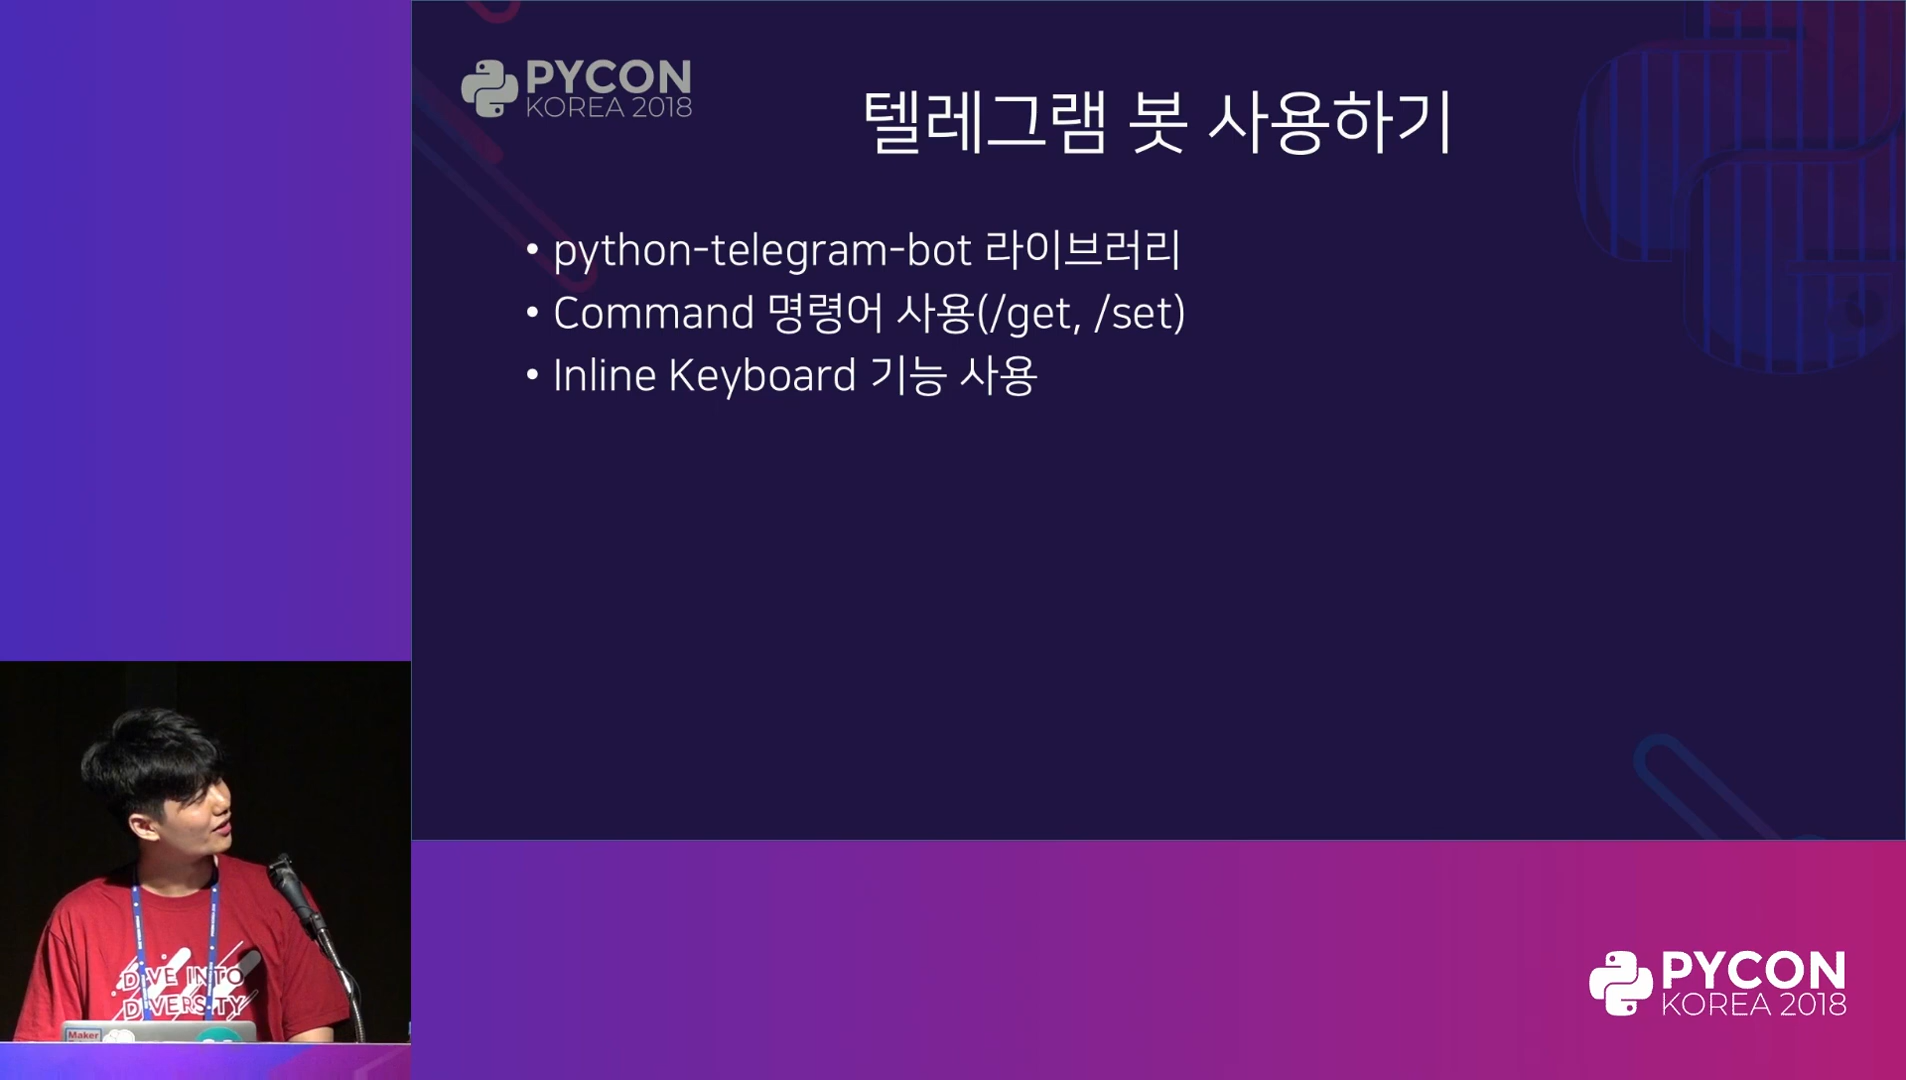 PYCON
KOREA 2018
텔레그램 봇 사용하기
• python-telegram-bot 라이브러리
• Command 명령어 사용(/get, /set)
• Inline Keyboard 기능 사용
DIVE INTO
DIVERSITY
Maker
PYCON
KOREA 2018